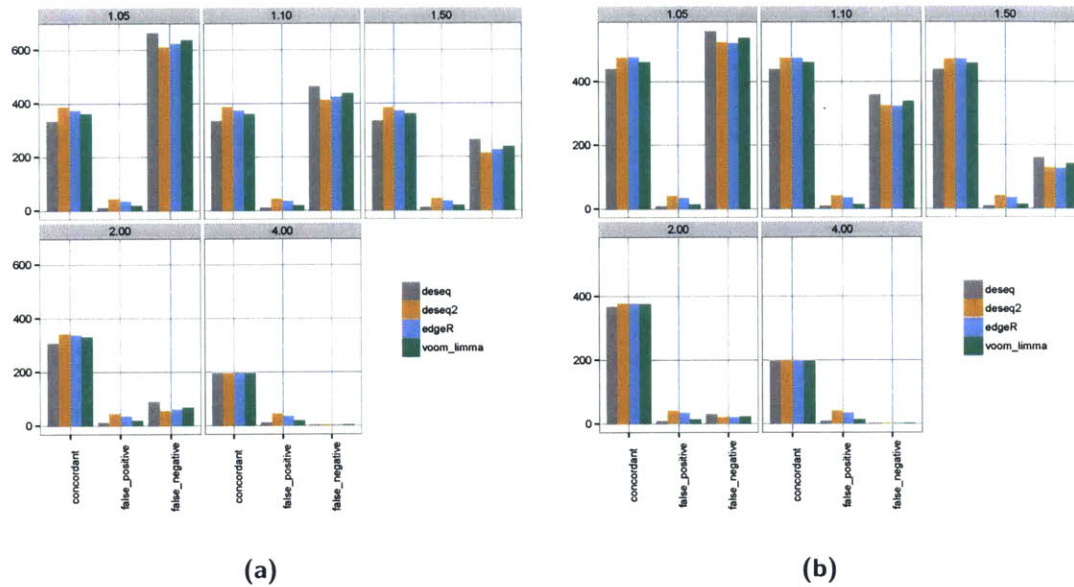 1.05 1.10 1.50
600
400
200
0
2.00 4.00
600
400
200
0
deseq
deseq2
edgeR
voom_limma
concordant
false_positive
false_negative
concordant
false_positive
false_negative
(a)
1.05 1.10 1.50
400
200
0
2.00 4.00
400
200
0
deseq
deseq2
edgeR
voom_limma
concordant
false_positive
false_negative
concordant
false_positive
false_negative
(b)